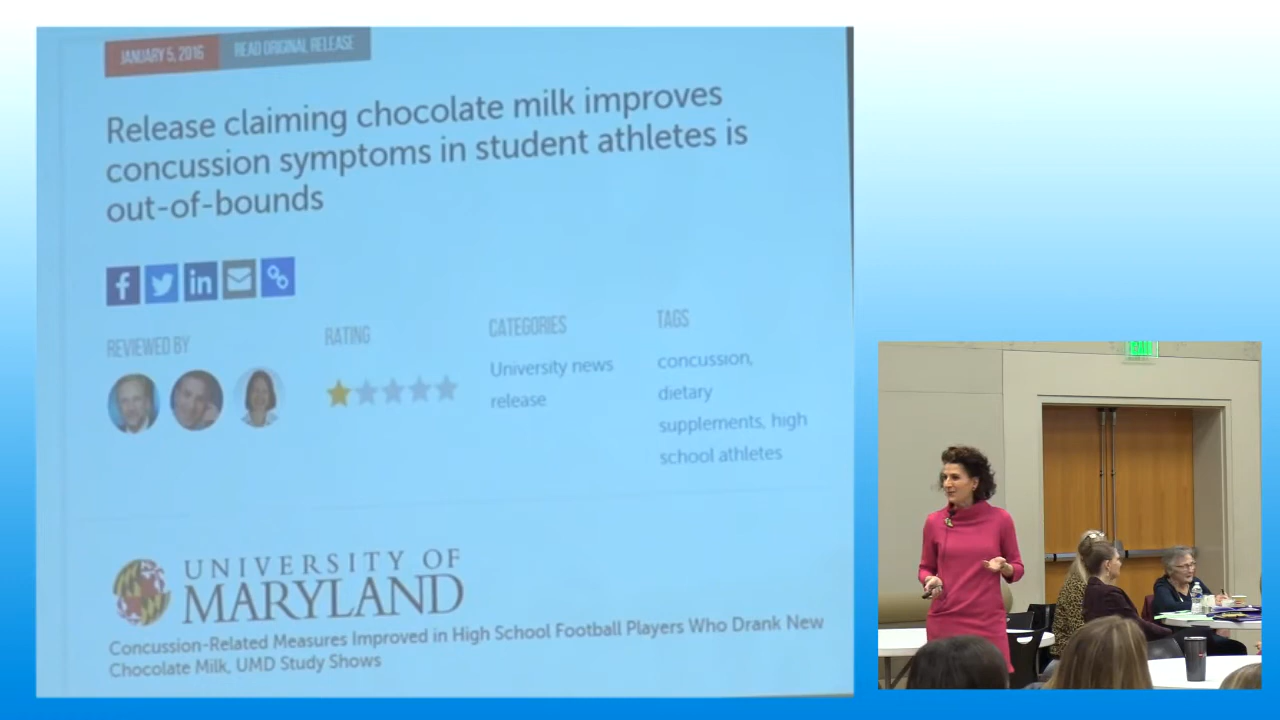 JANUARY 5, 2016 READ ORIGINAL RELEASE
Release claiming chocolate milk improves
concussion symptoms in student athletes is
out-of-bounds
REVIEWED BY RATING CATEGORIES TAGS
University news
release
concussion,
dietary
supplements, high
school athletes
UNIVERSITY OF
MARYLAND
Concussion-Related Measures Improved in High School Football Players Who Drank New
Chocolate Milk, UMD Study Shows
EXIT